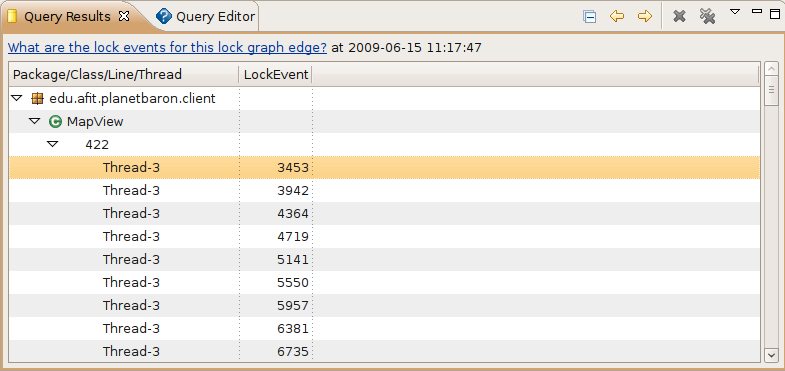 Query Results Query Editor
What are the lock events for this lock graph edge? at 2009-06-15 11:17:47
Package/Class/Line/Thread LockEvent
edu.afit.planetbaron.client
C MapView
422
Thread-3 3453
Thread-3 3942
Thread-3 4364
Thread-3 4719
Thread-3 5141
Thread-3 5550
Thread-3 5957
Thread-3 6381
Thread-3 6735